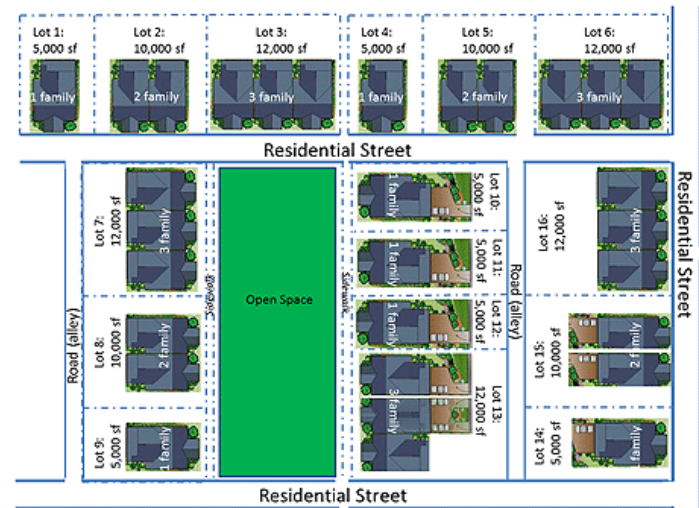 Lot 1:
5,000 sf
Lot 2:
10,000 sf
Lot 3:
12,000 sf
Lot 4:
5,000 sf
Lot 5:
10,000 sf
Lot 6:
12,000 sf
1 family
2 family
3 family
1 family
2 family
3 family
Residential Street
Residential Street
Road (alley)
Lot 7:
12,000 sf
3 family
Lot 8:
10,000 sf
2 family
Lot 9:
5,000 sf
1 family
Sidewalk
Open Space
Sidewalk
Lot 10:
5,000 sf
1 family
Lot 11:
5,000 sf
1 family
Lot 12:
5,000 sf
1 family
Lot 13:
12,000 sf
3 family
Road (alley)
Lot 16:
12,000
3 family
Lot 15:
10,000 sf
2 family
Lot 14:
5,000 sf
family
Residential Street